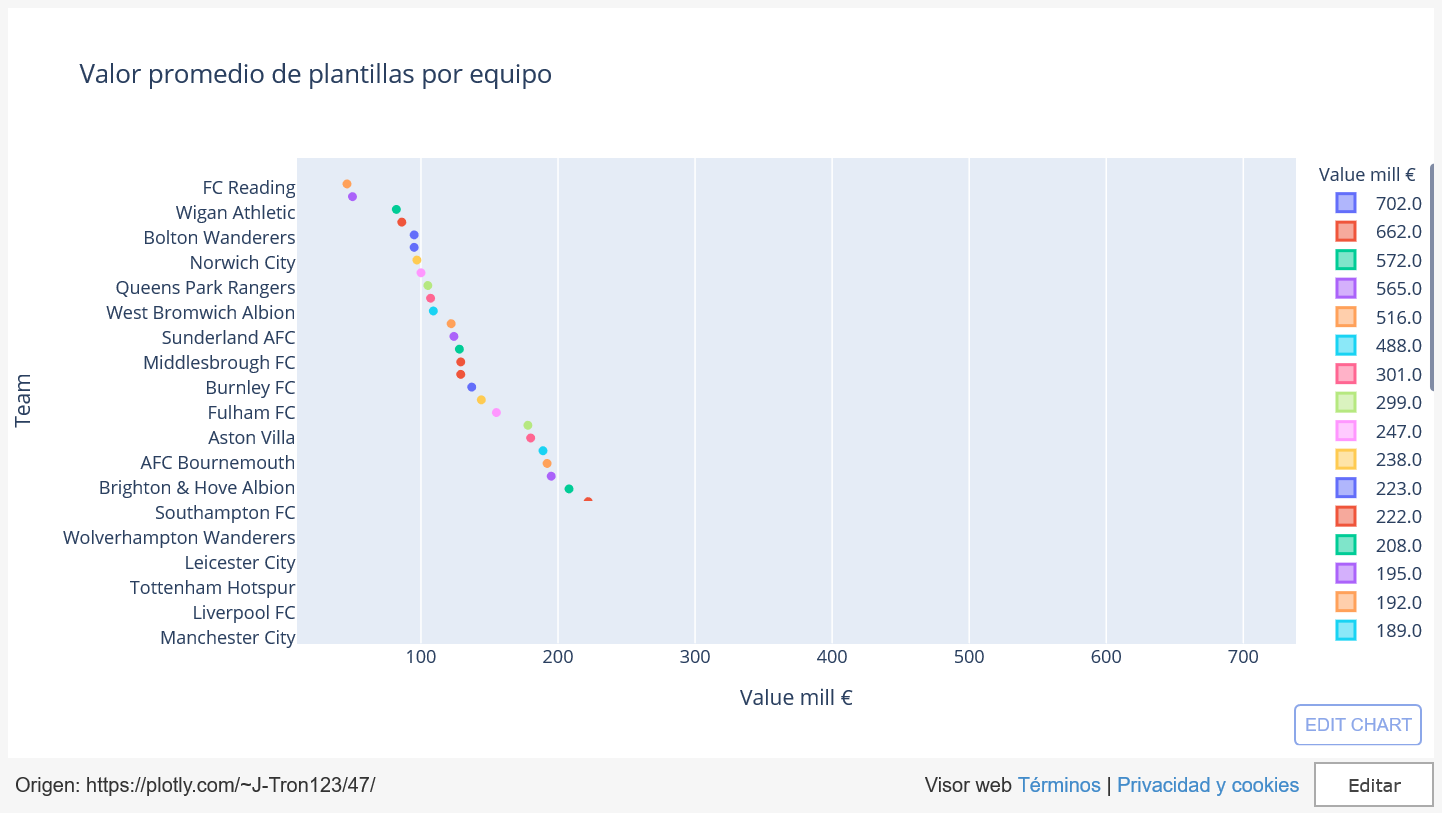 Valor promedio de plantillas por equipo
Team
FC Reading
Wigan Athletic
Bolton Wanderers
Norwich City
Queens Park Rangers
West Bromwich Albion
Sunderland AFC
Middlesbrough FC
Burnley FC
Fulham FC
Aston Villa
AFC Bournemouth
Brighton & Hove Albion
Southampton FC
Wolverhampton Wanderers
Leicester City
Tottenham Hotspur
Liverpool FC
Manchester City
100 200 300 400 500 600 700
Value mill €
Value mill €
702.0
662.0
572.0
565.0
516.0
488.0
301.0
299.0
247.0
238.0
223.0
222.0
208.0
195.0
192.0
189.0
EDIT CHART
Origen: https://plotly.com/~J-Tron123/47/ Visor web Términos | Privacidad y cookies Editar